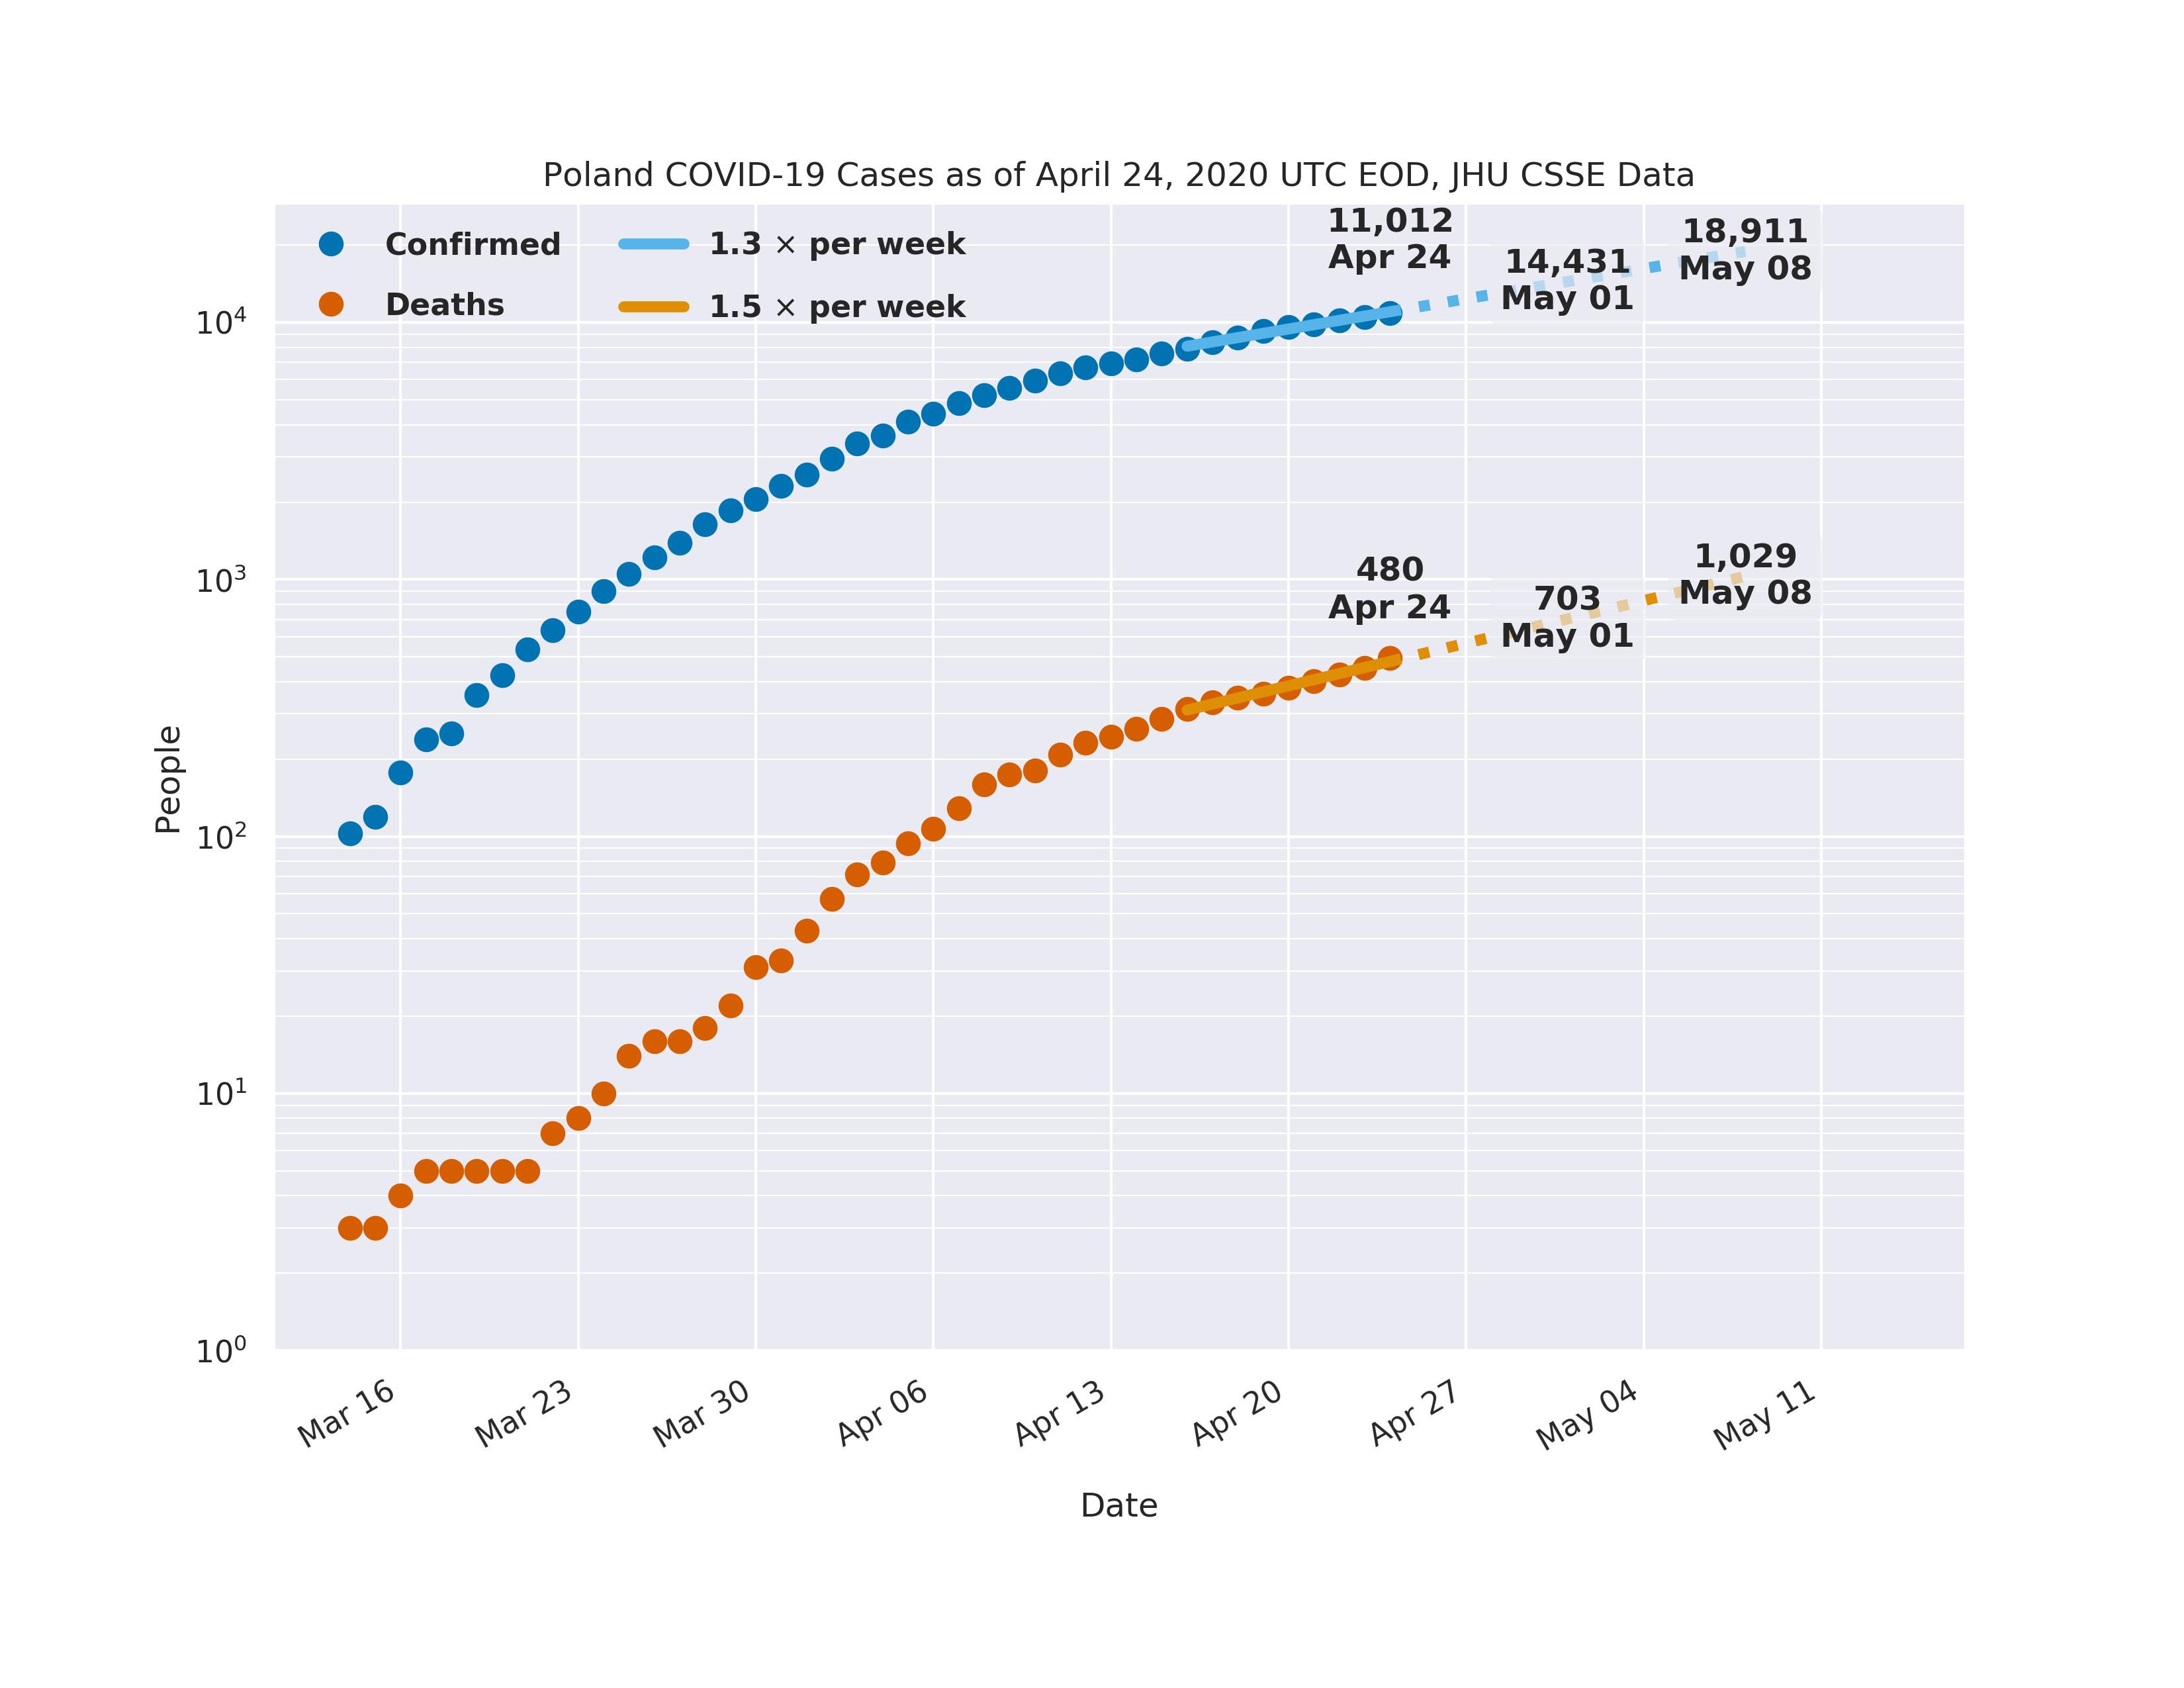 Poland COVID-19 Cases as of April 24, 2020 UTC EOD, JHU CSSE Data
Confirmed
Deaths
1.3 × per week
1.5 × per week
11,012
Apr 24
14,431
May 01
18,911
May 08
480
Apr 24
703
May 01
1,029
May 08
People
10⁴
10³
10²
10¹
10⁰
Mar 16
Mar 23
Mar 30
Apr 06
Apr 13
Apr 20
Apr 27
May 04
May 11
Date